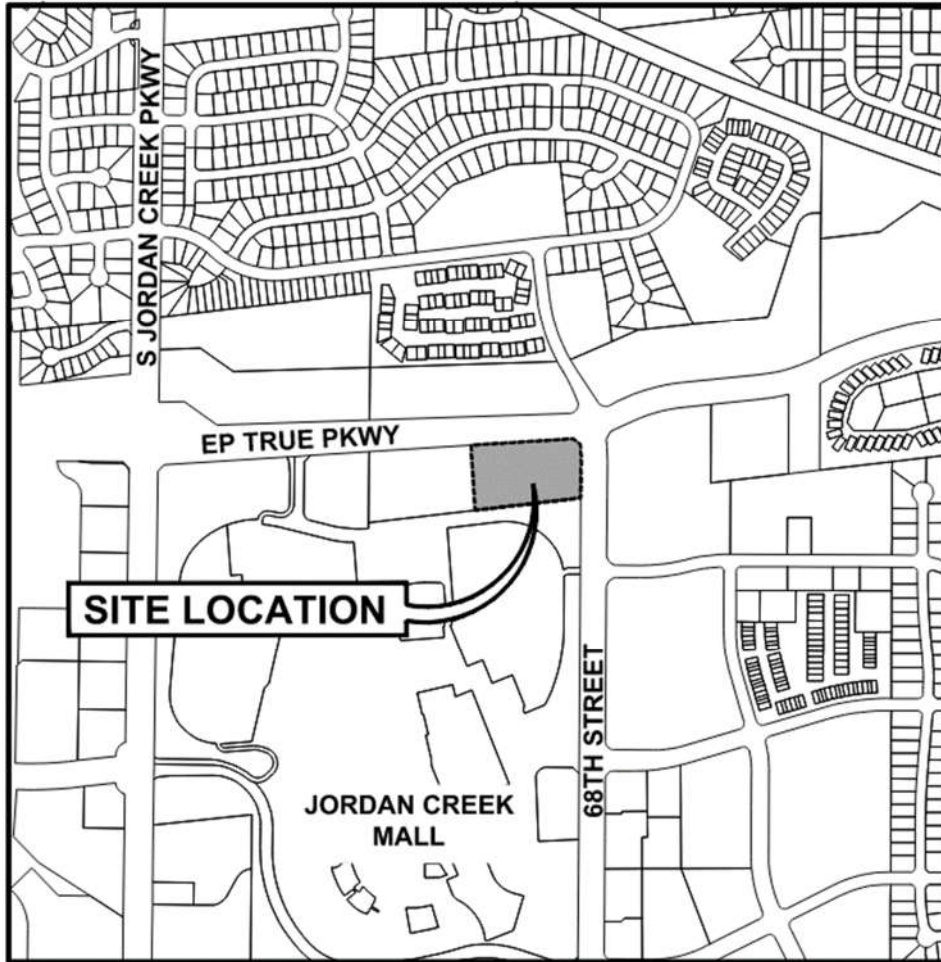 S JORDAN CREEK PKWY
EP TRUE PKWY
SITE LOCATION
68TH STREET
JORDAN CREEK
MALL